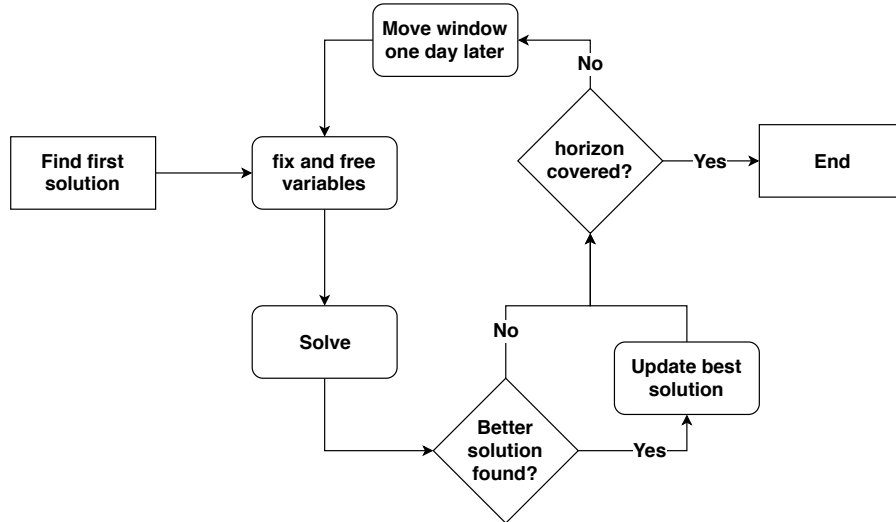 Move window
one day later
No
Find first
solution
fix and free
variables
horizon
covered?
Yes
End
Solve
No
Update best
solution
Better
solution
found?
Yes